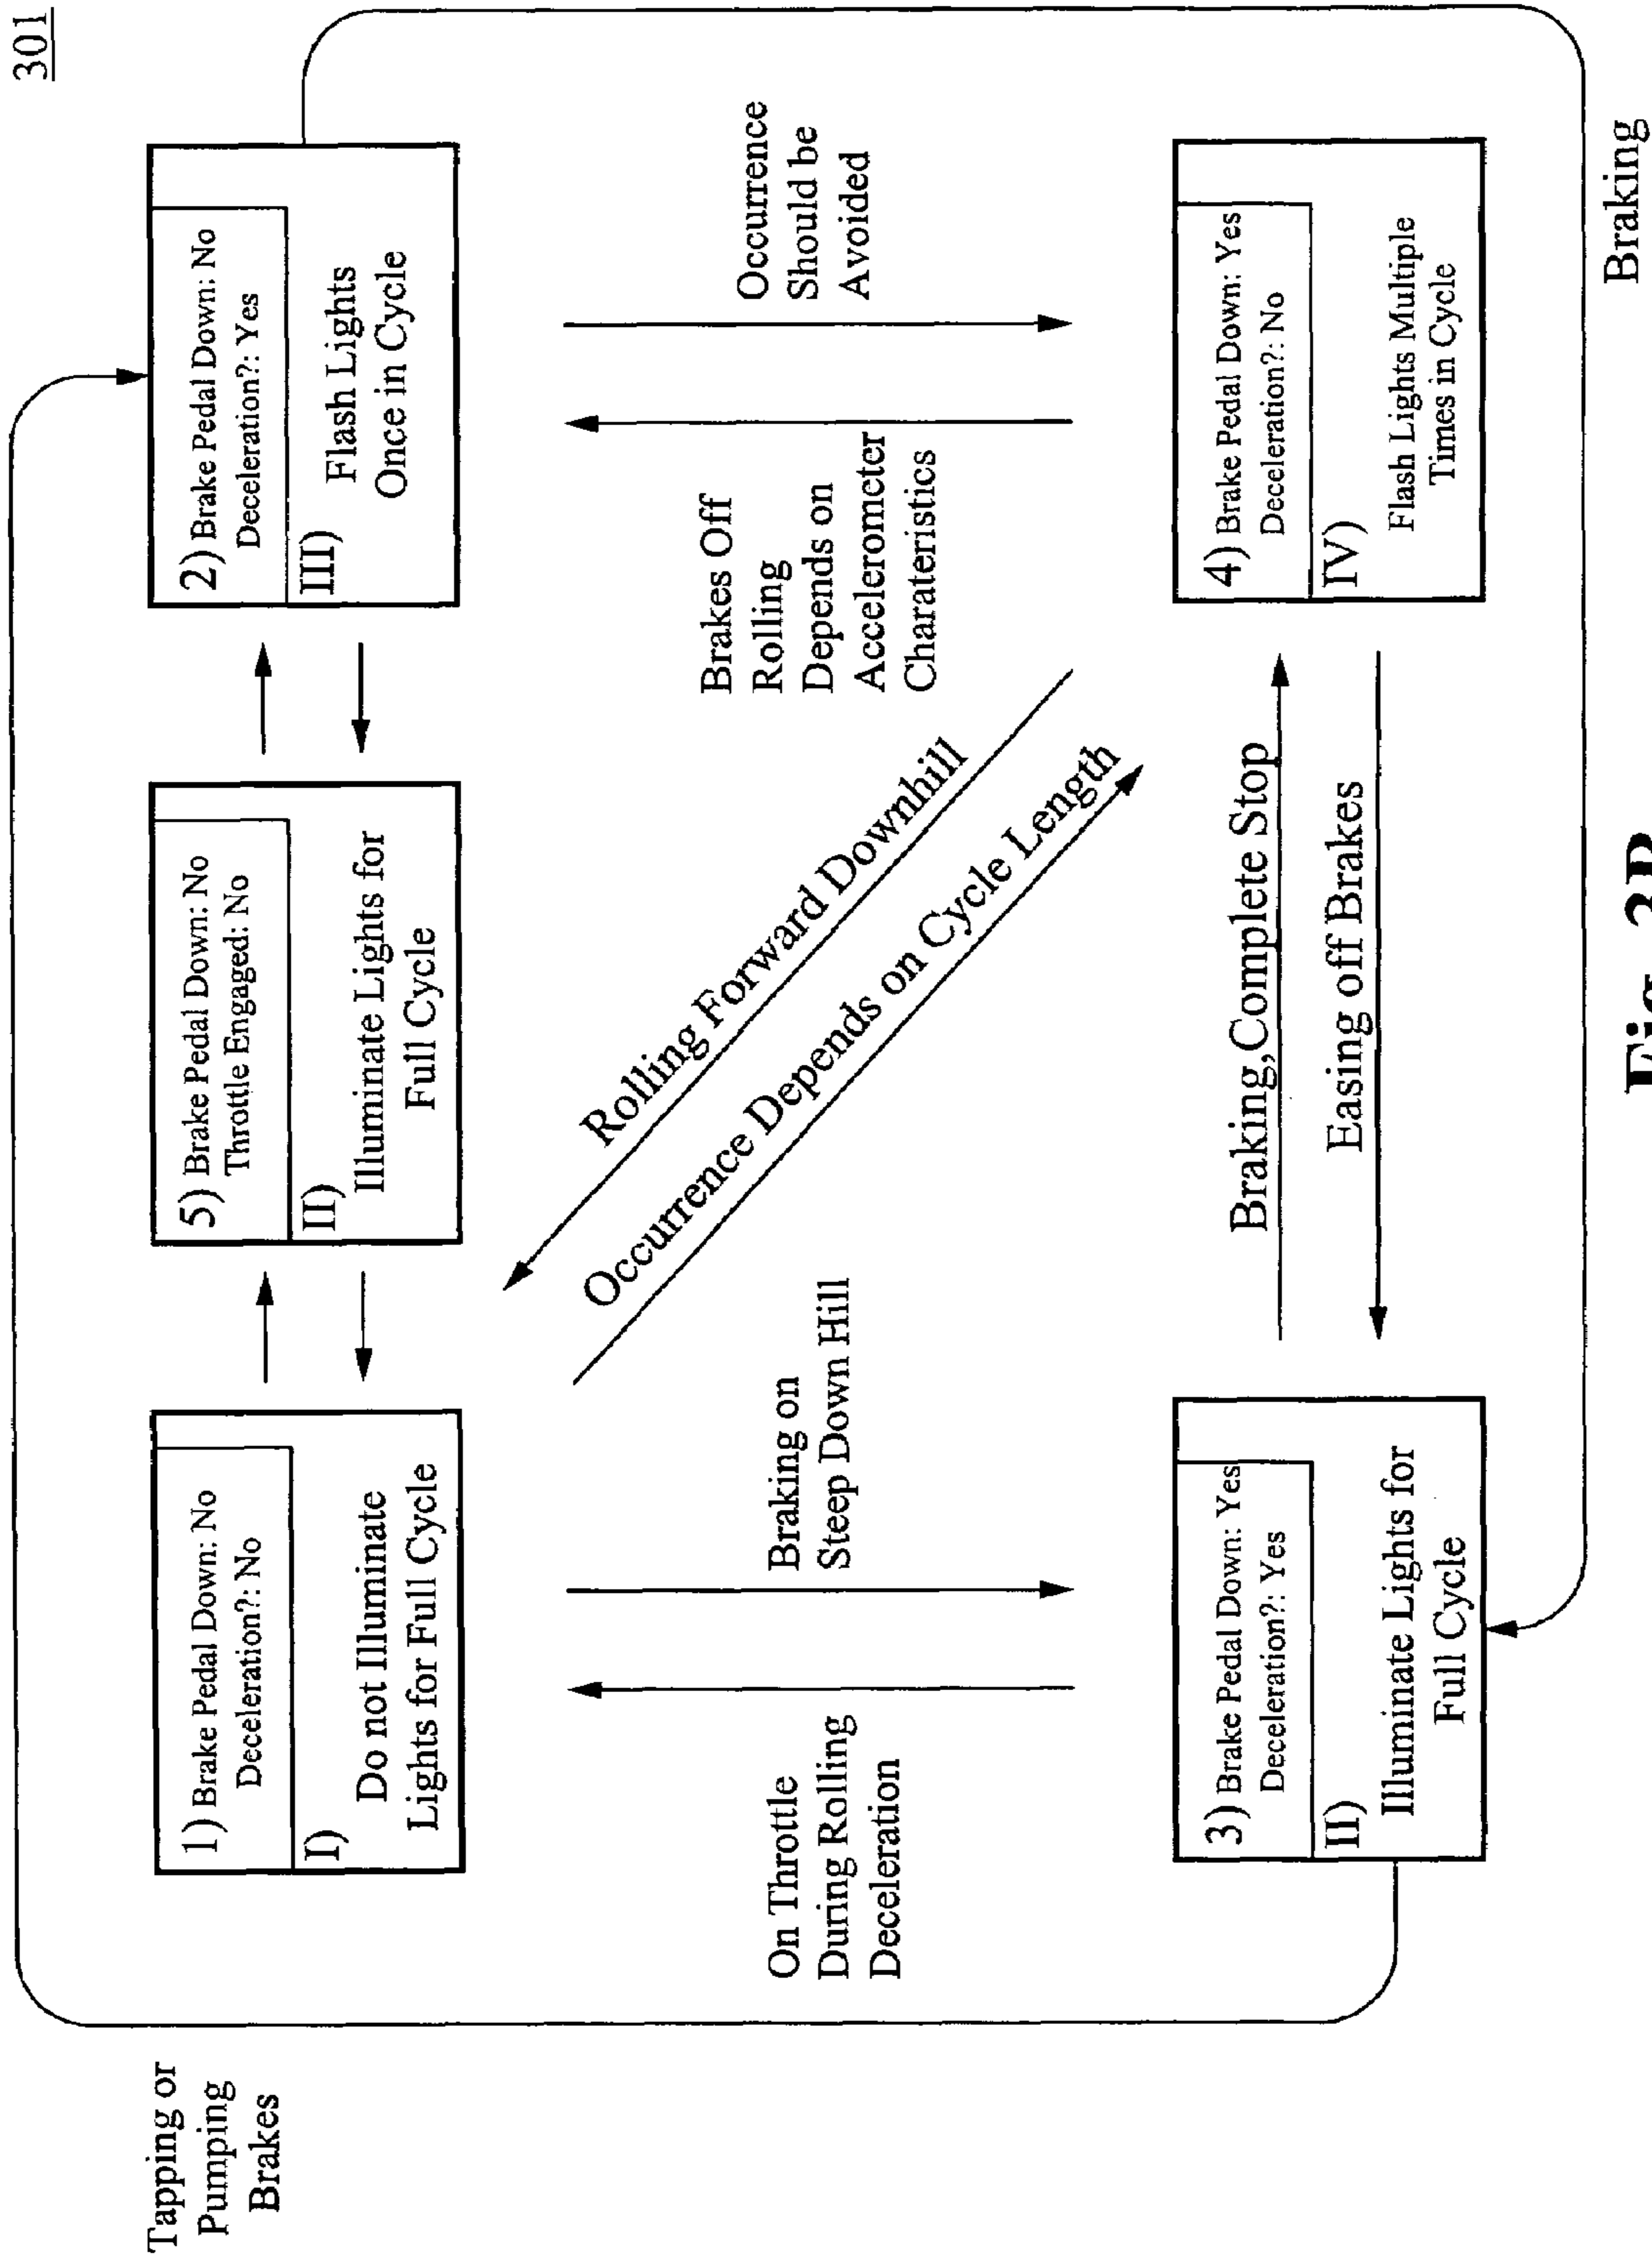 301
Tapping or
Pumping
Brakes
1) Brake Pedal Down: No
Deceleration?: No
I)
Do not Illuminate
Lights for Full Cycle
5) Brake Pedal Down: No
Throttle Engaged: No
II)
Illuminate Lights for
Full Cycle
2) Brake Pedal Down: No
Deceleration?: Yes
III)
Flash Lights
Once in Cycle
On Throttle
During Rolling
Deceleration
Braking on
Steep Down Hill
Rolling Forward Downhill
Occurrence Depends on Cycle Length
Brakes Off
Rolling
Depends on
Accelerometer
Charateristics
Occurrence
Should be
Avoided
3) Brake Pedal Down: Yes
Deceleration?: Yes
II)
Illuminate Lights for
Full Cycle
Braking,Complete Stop
Easing off Brakes
4) Brake Pedal Down: Yes
Deceleration?: No
IV)
Flash Lights Multiple
Times in Cycle
Braking